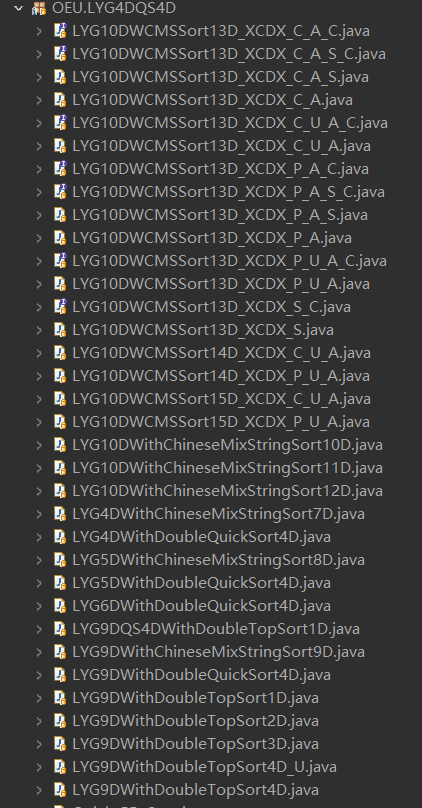 OEU.LYG4DQS4D
LYG10DWCMSSort13D_XCDX_C_A_C.java
LYG10DWCMSSort13D_XCDX_C_A_S_C.java
LYG10DWCMSSort13D_XCDX_C_A_S.java
LYG10DWCMSSort13D_XCDX_C_A.java
LYG10DWCMSSort13D_XCDX_C_U_A_C.java
LYG10DWCMSSort13D_XCDX_C_U_A.java
LYG10DWCMSSort13D_XCDX_P_A_C.java
LYG10DWCMSSort13D_XCDX_P_A_S_C.java
LYG10DWCMSSort13D_XCDX_P_A_S.java
LYG10DWCMSSort13D_XCDX_P_A.java
LYG10DWCMSSort13D_XCDX_P_U_A_C.java
LYG10DWCMSSort13D_XCDX_P_U_A.java
LYG10DWCMSSort13D_XCDX_S_C.java
LYG10DWCMSSort13D_XCDX_S.java
LYG10DWCMSSort14D_XCDX_C_U_A.java
LYG10DWCMSSort14D_XCDX_P_U_A.java
LYG10DWCMSSort15D_XCDX_C_U_A.java
LYG10DWCMSSort15D_XCDX_P_U_A.java
LYG10DWithChineseMixStringSort10D.java
LYG10DWithChineseMixStringSort11D.java
LYG10DWithChineseMixStringSort12D.java
LYG4DWithChineseMixStringSort7D.java
LYG4DWithDoubleQuickSort4D.java
LYG5DWithChineseMixStringSort8D.java
LYG5DWithDoubleQuickSort4D.java
LYG6DWithDoubleQuickSort4D.java
LYG9DQS4DWithDoubleTopSort1D.java
LYG9DWithChineseMixStringSort9D.java
LYG9DWithDoubleQuickSort4D.java
LYG9DWithDoubleTopSort1D.java
LYG9DWithDoubleTopSort2D.java
LYG9DWithDoubleTopSort3D.java
LYG9DWithDoubleTopSort4D_U.java
LYG9DWithDoubleTopSort4D.java